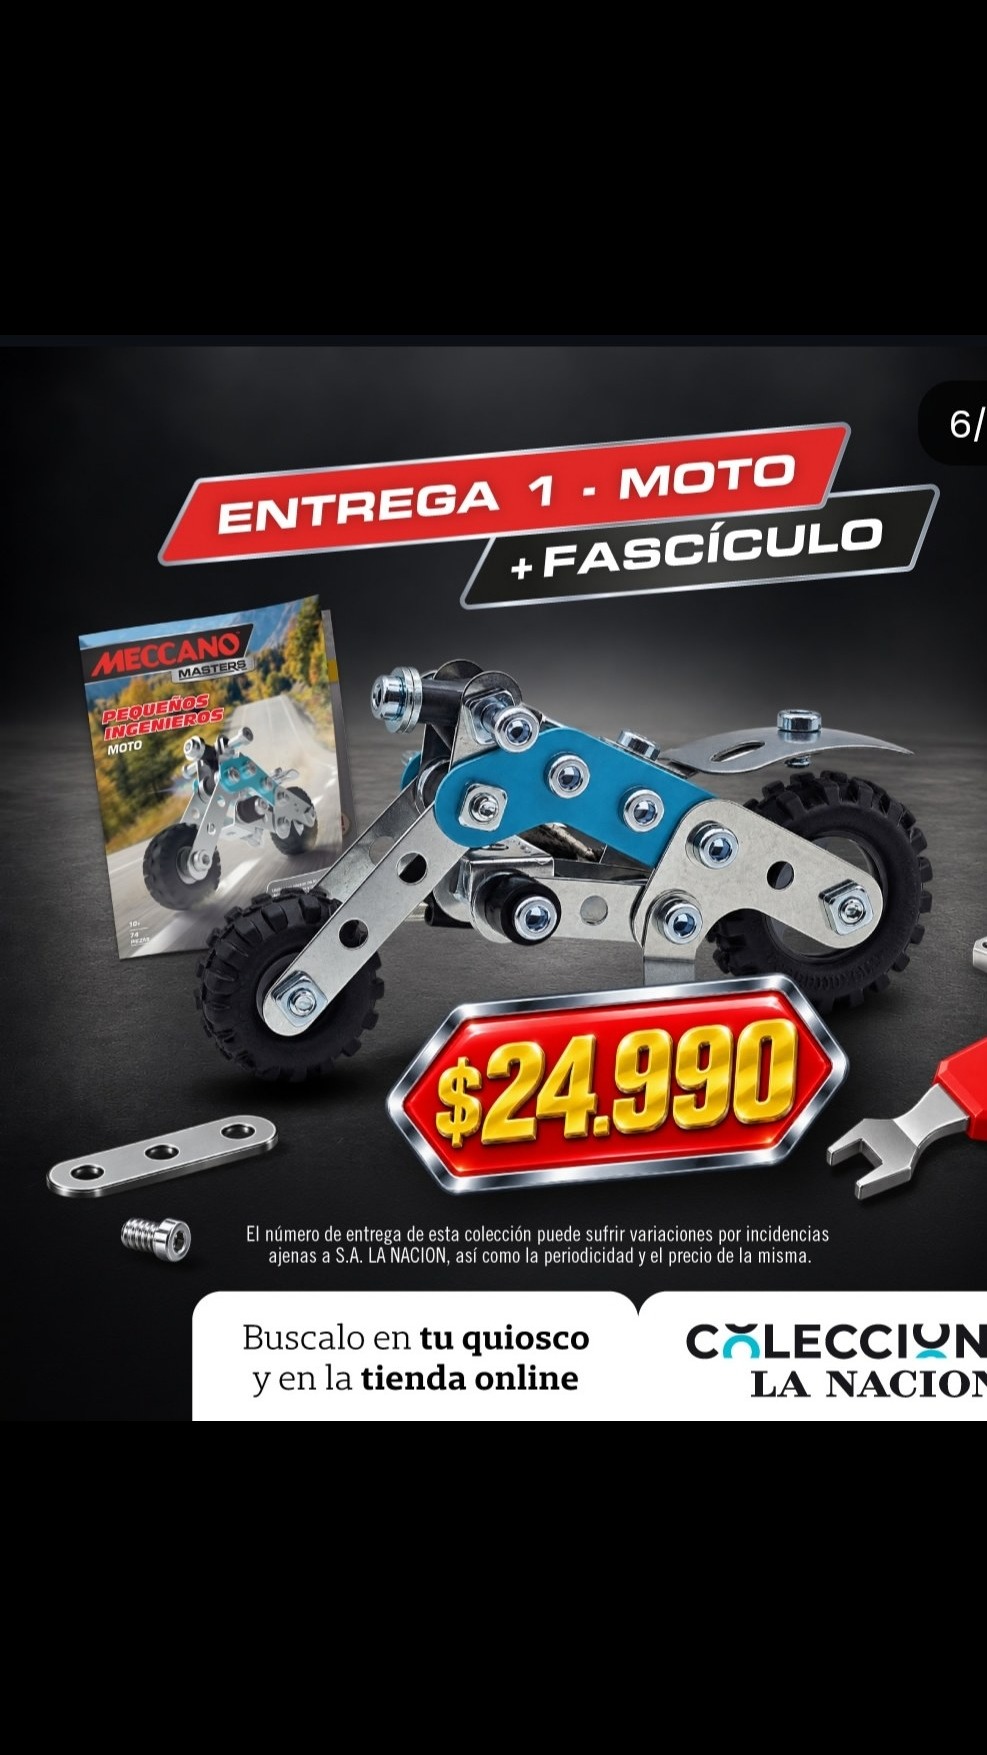 6/
ENTREGA 1 - MOTO
+ FASCÍCULO
MECCANO
MASTERS
PEQUEÑOS
INGENIEROS
MOTO
10+
74
$24.990
El número de entrega de esta colección puede sufrir variaciones por incidencias
ajenas a S.A. LA NACION, así como la periodicidad y el precio de la misma.
Buscalo en tu quiosco
y en la tienda online
COLECCION
LA NACION